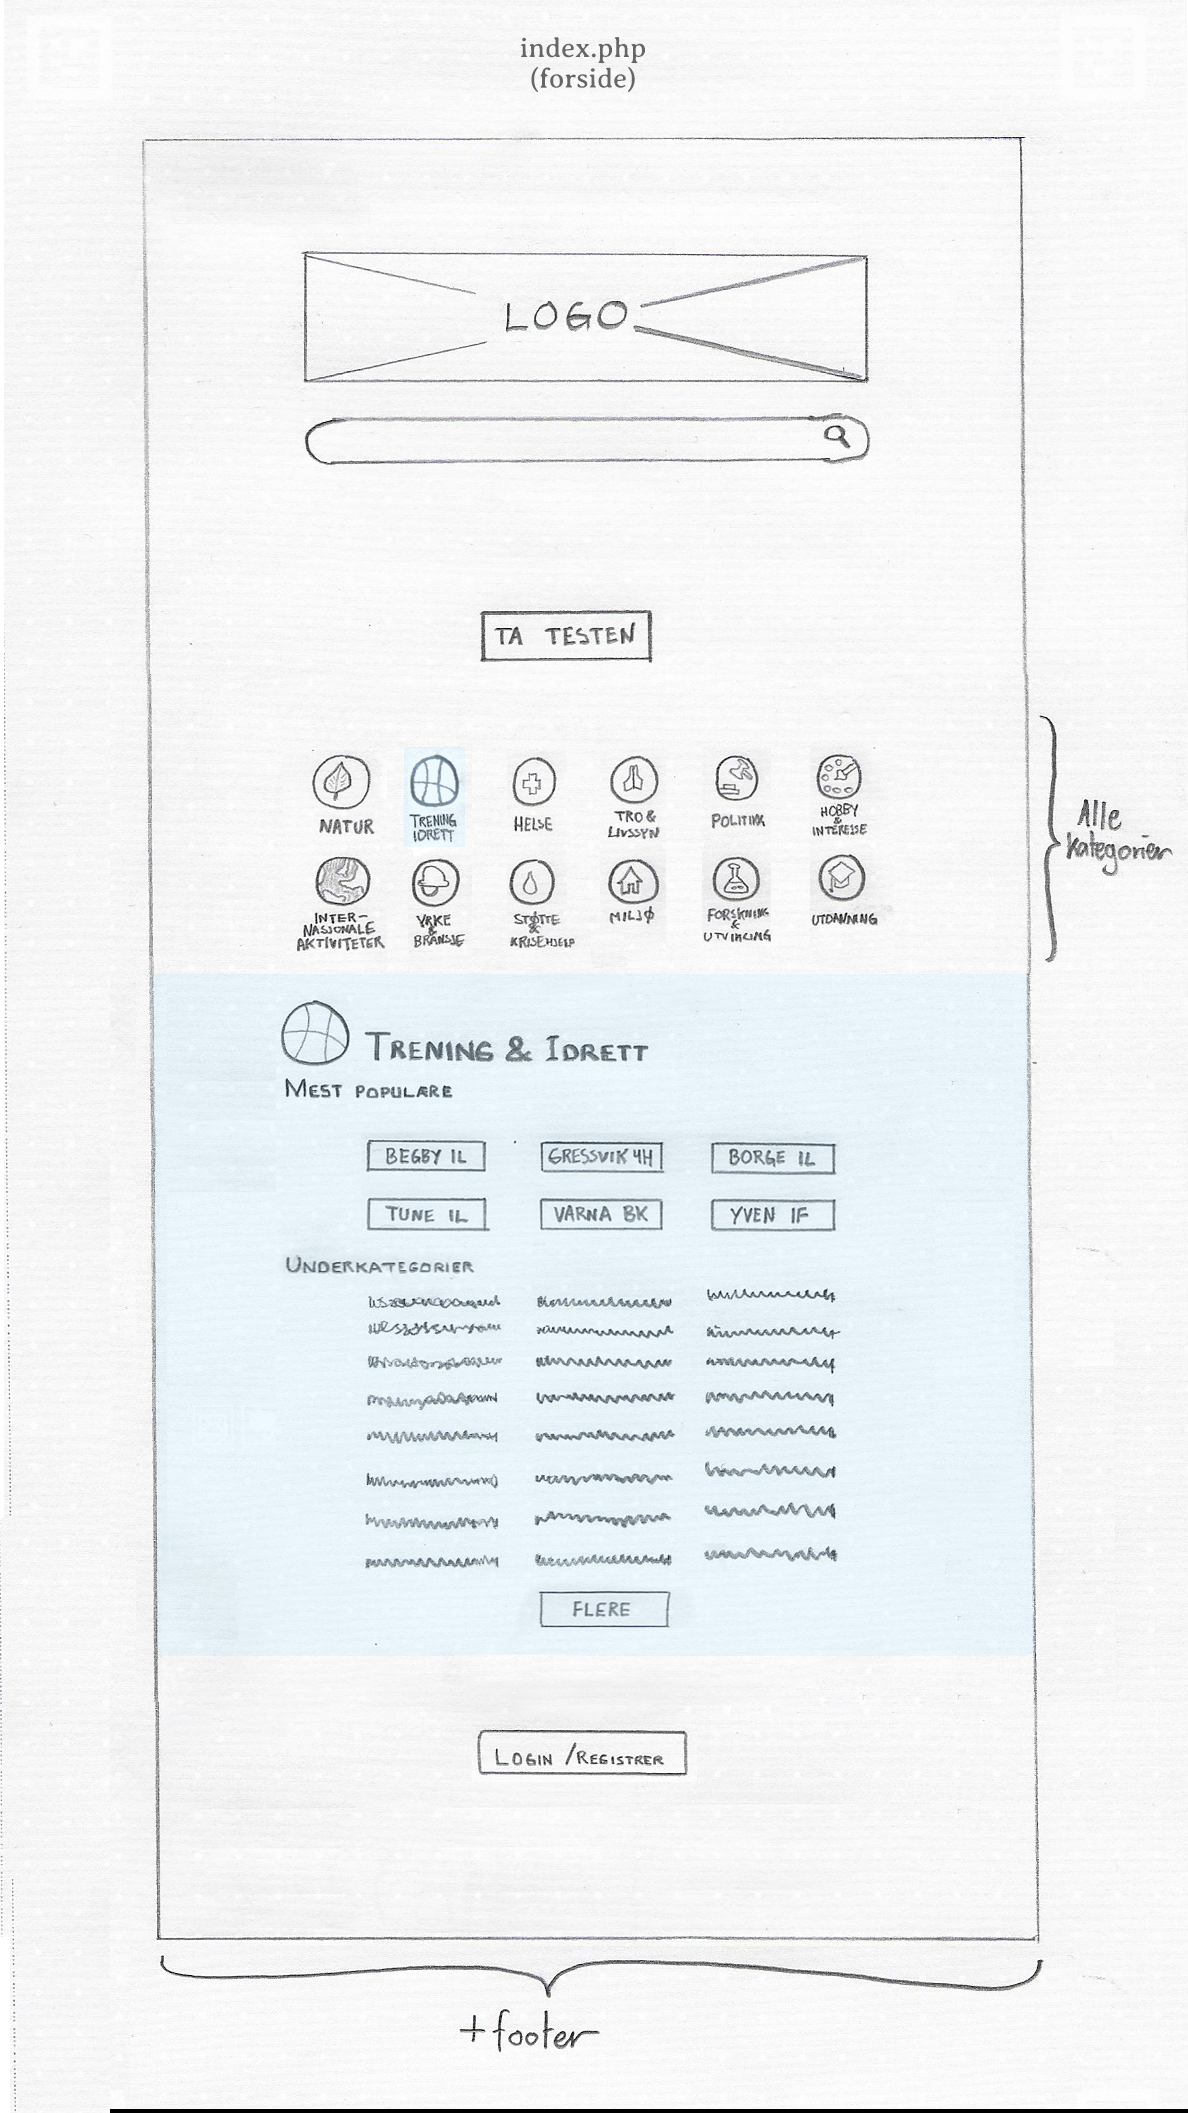 index.php
(forside)
LOGO
TA TESTEN
NATUR
TRENING
IDRETT
HELSE
TRO &
LIVSSYN
POLITIKK
HOBBY
&
INTERESSE
INTER-
NASJONALE
AKTIVITETER
YRKE
&
BRANSJE
STØTTE
&
KRISEHJELP
MILJØ
FORSKNING
&
UTVIKLING
UTDANNING
Alle
kategorier
TRENING & IDRETT
MEST POPULÆRE
BEGBY IL
GRESSVIK 4H
BORGE IL
TUNE IL
VARNA BK
YVEN IF
UNDERKATEGORIER
FLERE
LOGIN /REGISTRER
+footer